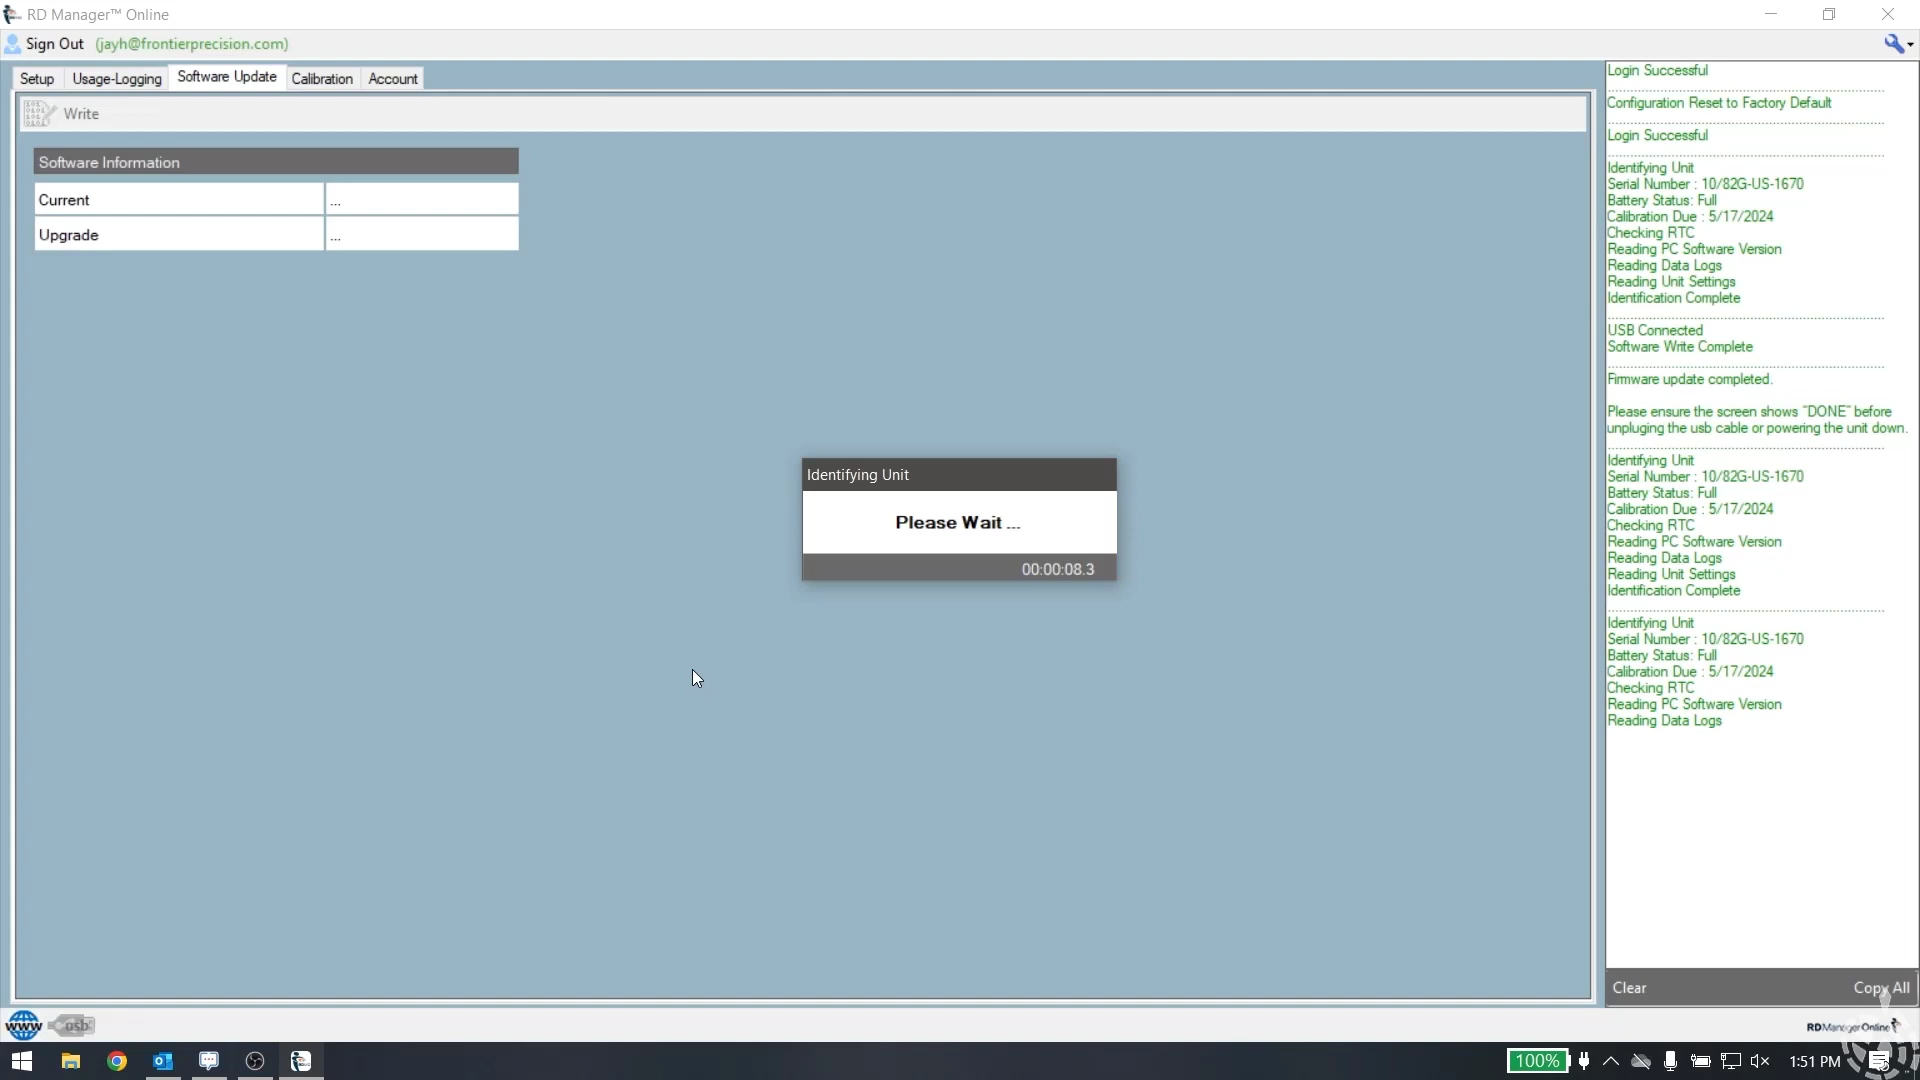 RD Manager™ Online
Sign Out (jayh@frontierprecision.com)
Setup Usage-Logging Software Update Calibration Account
Write
Software Information
Current ...
Upgrade ...
Identifying Unit
Please Wait ...
00:00:08.3
Login Successful
Configuration Reset to Factory Default
Login Successful
Identifying Unit
Serial Number : 10/82G-US-1670
Battery Status: Full
Calibration Due : 5/17/2024
Checking RTC
Reading PC Software Version
Reading Data Logs
Reading Unit Settings
Identification Complete
USB Connected
Software Write Complete
Firmware update completed.
Please ensure the screen shows "DONE" before
unpluging the usb cable or powering the unit down.
Identifying Unit
Serial Number : 10/82G-US-1670
Battery Status: Full
Calibration Due : 5/17/2024
Checking RTC
Reading PC Software Version
Reading Data Logs
Reading Unit Settings
Identification Complete
Identifying Unit
Serial Number : 10/82G-US-1670
Battery Status: Full
Calibration Due : 5/17/2024
Checking RTC
Reading PC Software Version
Reading Data Logs
Clear Copy All
www usb
RDManagerOnline
100% 1:51 PM